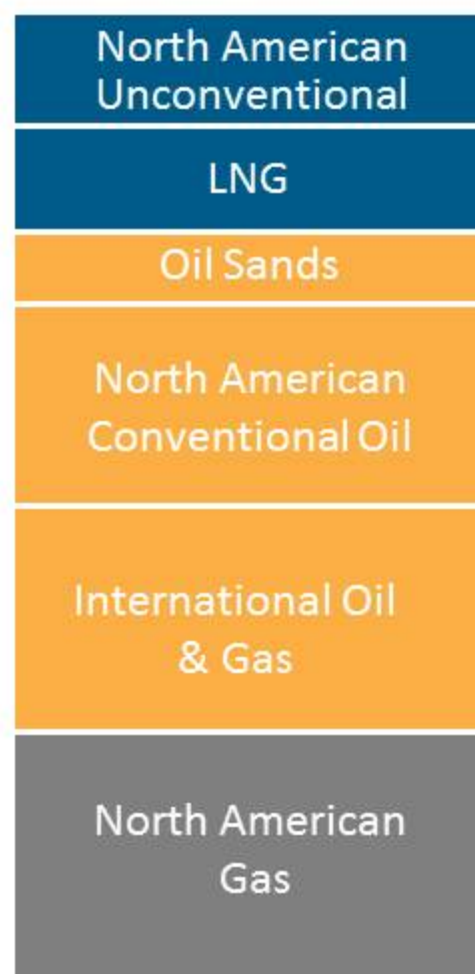 North American
Unconventional
LNG
Oil Sands
North American
Conventional Oil
International Oil
& Gas
North American
Gas